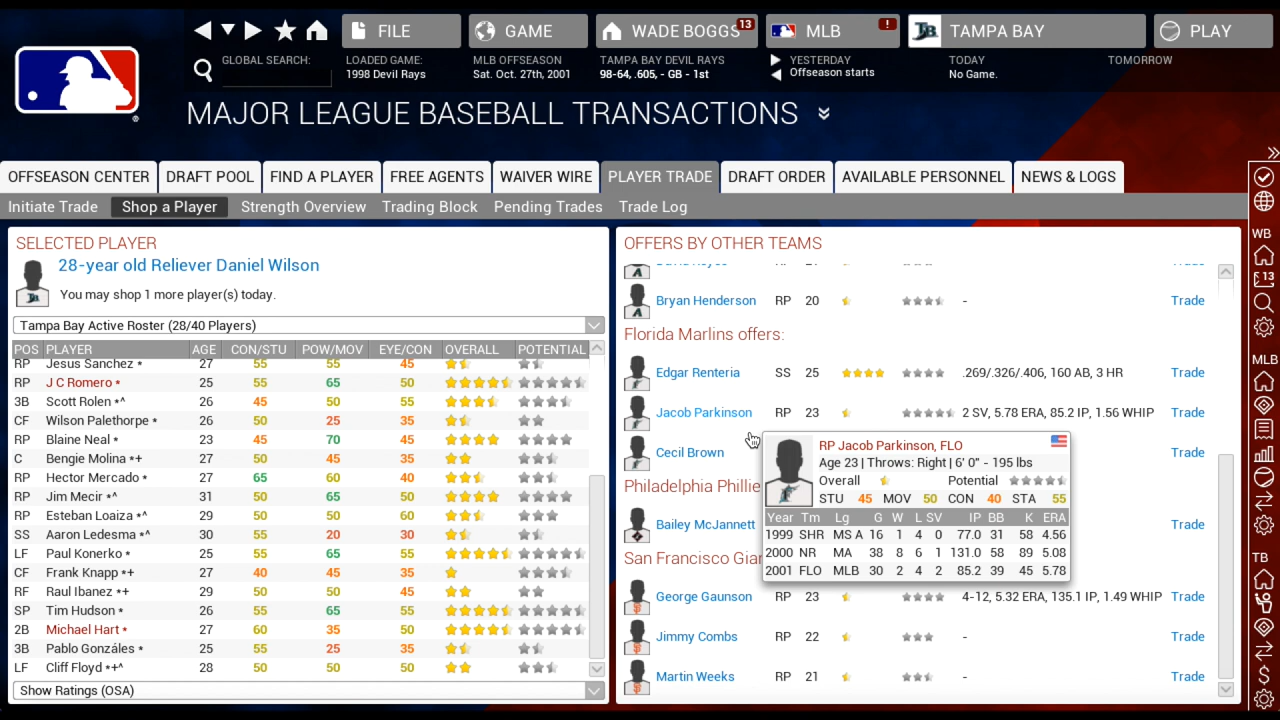 FILE GAME WADE BOGGS 13 MLB ! TAMPA BAY PLAY
GLOBAL SEARCH: LOADED GAME: MLB OFFSEASON TAMPA BAY DEVIL RAYS YESTERDAY TODAY TOMORROW
1998 Devil Rays Sat. Oct. 27th, 2001 98-64, .605, - GB - 1st Offseason starts No Game.
MAJOR LEAGUE BASEBALL TRANSACTIONS
OFFSEASON CENTER DRAFT POOL FIND A PLAYER FREE AGENTS WAIVER WIRE PLAYER TRADE DRAFT ORDER AVAILABLE PERSONNEL NEWS & LOGS
Initiate Trade Shop a Player Strength Overview Trading Block Pending Trades Trade Log
SELECTED PLAYER
28-year old Reliever Daniel Wilson
You may shop 1 more player(s) today.
Tampa Bay Active Roster (28/40 Players)
POS PLAYER AGE CON/STU POW/MOV EYE/CON OVERALL POTENTIAL
RP Jesus Sanchez * 27 55 55 45
RP J C Romero * 25 55 65 50
3B Scott Rolen *^ 26 45 50 55
CF Wilson Palethorpe * 26 50 25 35
RP Blaine Neal * 23 45 70 45
C Bengie Molina *+ 27 50 45 35
RP Hector Mercado * 27 65 60 40
RP Jim Mecir *^ 31 50 65 50
RP Esteban Loaiza *^ 29 50 50 60
SS Aaron Ledesma *^ 30 55 20 30
LF Paul Konerko * 25 55 65 55
CF Frank Knapp *+ 27 40 45 35
RF Raul Ibanez *+ 29 50 50 45
SP Tim Hudson * 26 55 65 55
2B Michael Hart * 27 60 35 50
3B Pablo Gonzáles * 25 55 25 35
LF Cliff Floyd *+^ 28 50 50 50
Show Ratings (OSA)
OFFERS BY OTHER TEAMS
Bryan Henderson RP 20 - Trade
Florida Marlins offers:
Edgar Renteria SS 25 .269/.326/.406, 160 AB, 3 HR Trade
Jacob Parkinson RP 23 2 SV, 5.78 ERA, 85.2 IP, 1.56 WHIP Trade
Cecil Brown Trade
Philadelphia Phillie
Bailey McJannett Trade
San Francisco Gia
George Gaunson RP 23 4-12, 5.32 ERA, 135.1 IP, 1.49 WHIP Trade
Jimmy Combs RP 22 - Trade
Martin Weeks RP 21 - Trade
RP Jacob Parkinson, FLO
Age 23 | Throws: Right | 6' 0" - 195 lbs
Overall Potential
STU 45 MOV 50 CON 40 STA 55
Year Tm Lg G W L SV IP BB K ERA
1999 SHR MS A 16 1 4 0 77.0 31 58 4.56
2000 NR MA 38 8 6 1 131.0 58 89 5.08
2001 FLO MLB 30 2 4 2 85.2 39 45 5.78
WB
13
MLB
TB